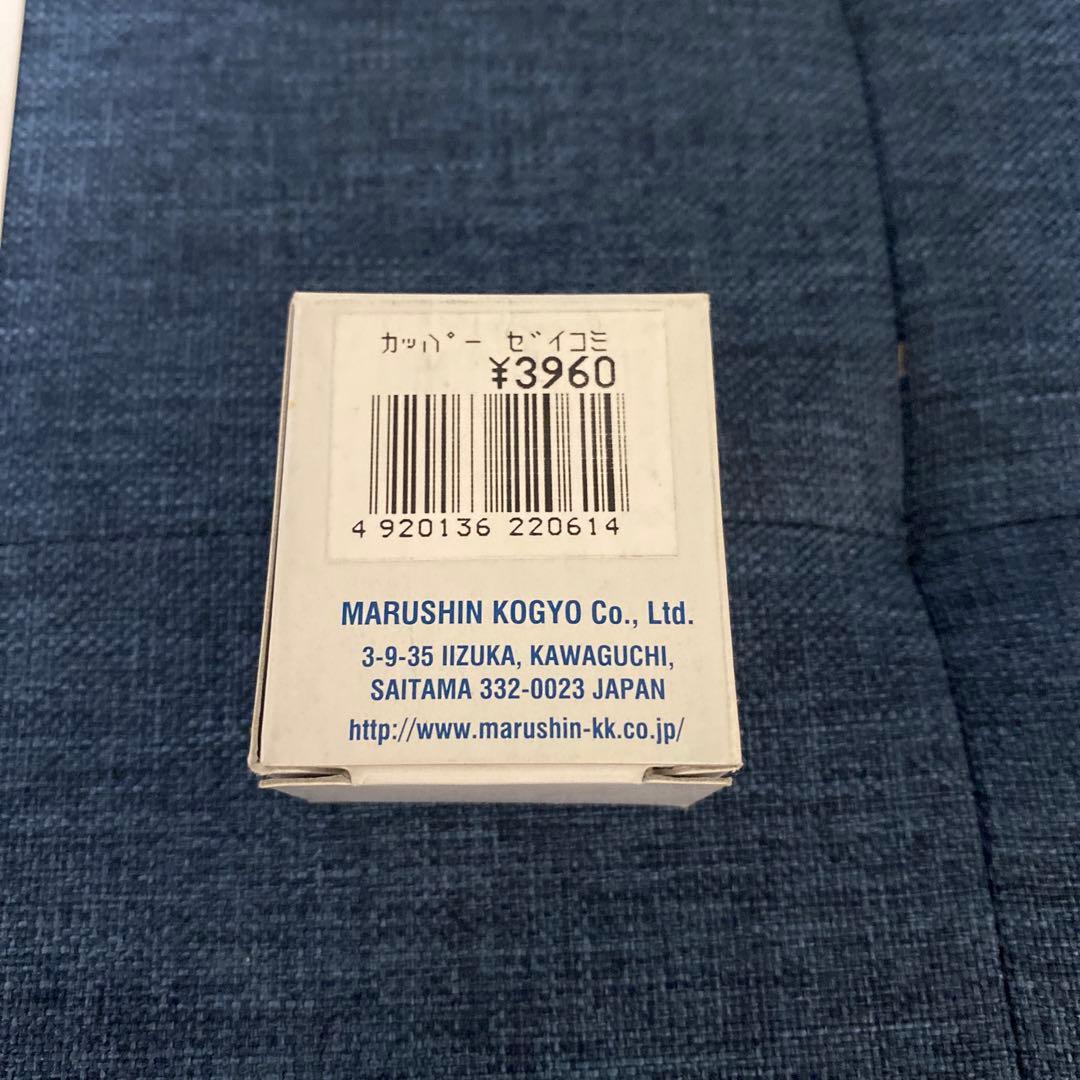 ｶｯﾊﾟｰ ｾﾞｲｺﾐ
¥3960
4 920136 220614
MARUSHIN KOGYO Co., Ltd.
3-9-35 IIZUKA, KAWAGUCHI,
SAITAMA 332-0023 JAPAN
http://www.marushin-kk.co.jp/